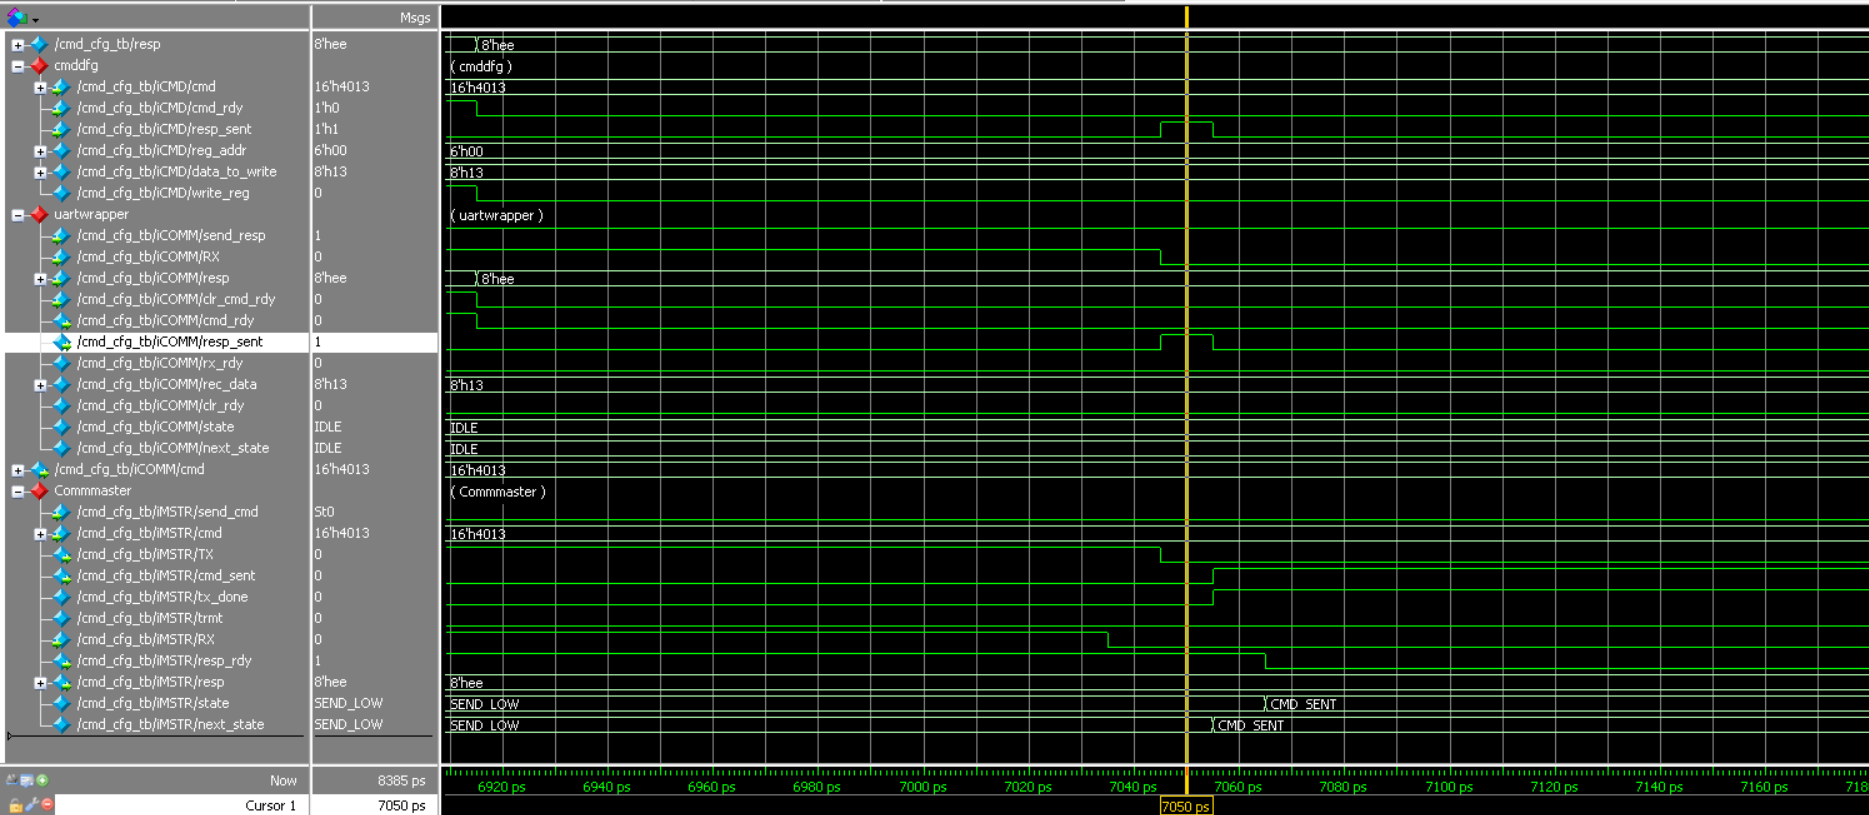 Msgs
/cmd_cfg_tb/resp 8'hee 8'hee
cmddfg ( cmddfg )
/cmd_cfg_tb/iCMD/cmd 16'h4013 16'h4013
/cmd_cfg_tb/iCMD/cmd_rdy 1'h0
/cmd_cfg_tb/iCMD/resp_sent 1'h1
/cmd_cfg_tb/iCMD/reg_addr 6'h00 6'h00
/cmd_cfg_tb/iCMD/data_to_write 8'h13 8'h13
/cmd_cfg_tb/iCMD/write_reg 0
uartwrapper ( uartwrapper )
/cmd_cfg_tb/iCOMM/send_resp 1
/cmd_cfg_tb/iCOMM/RX 0
/cmd_cfg_tb/iCOMM/resp 8'hee 8'hee
/cmd_cfg_tb/iCOMM/clr_cmd_rdy 0
/cmd_cfg_tb/iCOMM/cmd_rdy 0
/cmd_cfg_tb/iCOMM/resp_sent 1
/cmd_cfg_tb/iCOMM/rx_rdy 0
/cmd_cfg_tb/iCOMM/rec_data 8'h13 8'h13
/cmd_cfg_tb/iCOMM/clr_rdy 0
/cmd_cfg_tb/iCOMM/state IDLE IDLE
/cmd_cfg_tb/iCOMM/next_state IDLE IDLE
/cmd_cfg_tb/iCOMM/cmd 16'h4013 16'h4013
Commmaster ( Commmaster )
/cmd_cfg_tb/iMSTR/send_cmd St0
/cmd_cfg_tb/iMSTR/cmd 16'h4013 16'h4013
/cmd_cfg_tb/iMSTR/TX 0
/cmd_cfg_tb/iMSTR/cmd_sent 0
/cmd_cfg_tb/iMSTR/tx_done 0
/cmd_cfg_tb/iMSTR/trmt 0
/cmd_cfg_tb/iMSTR/RX 0
/cmd_cfg_tb/iMSTR/resp_rdy 1
/cmd_cfg_tb/iMSTR/resp 8'hee 8'hee
/cmd_cfg_tb/iMSTR/state SEND_LOW SEND_LOW CMD_SENT
/cmd_cfg_tb/iMSTR/next_state SEND_LOW SEND_LOW CMD_SENT
Now 8385 ps 6920 ps 6940 ps 6960 ps 6980 ps 7000 ps 7020 ps 7040 ps 7060 ps 7080 ps 7100 ps 7120 ps 7140 ps 7160 ps 718
Cursor 1 7050 ps 7050 ps